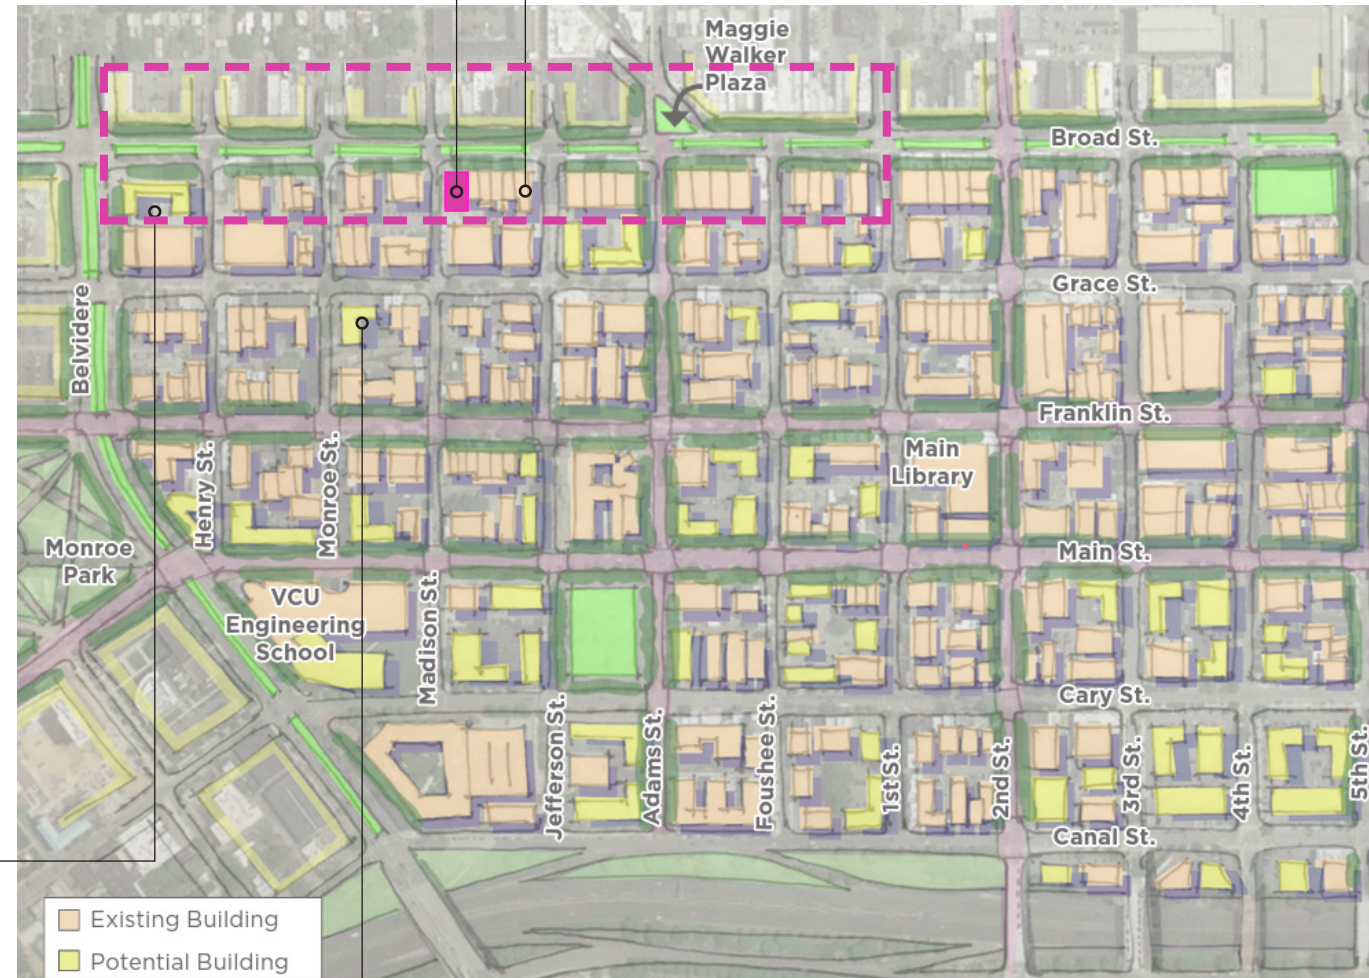 Maggie
Walker
Plaza
Broad St.
Grace St.
Belvidere
Franklin St.
Henry St.
Monroe St.
Main
Library
Monroe
Park
Main St.
VCU
Engineering
School
Madison St.
Cary St.
Jefferson St.
Adams St.
Foushee St.
1st St.
2nd St.
3rd St.
4th St.
5th St.
Canal St.
Existing Building
Potential Building